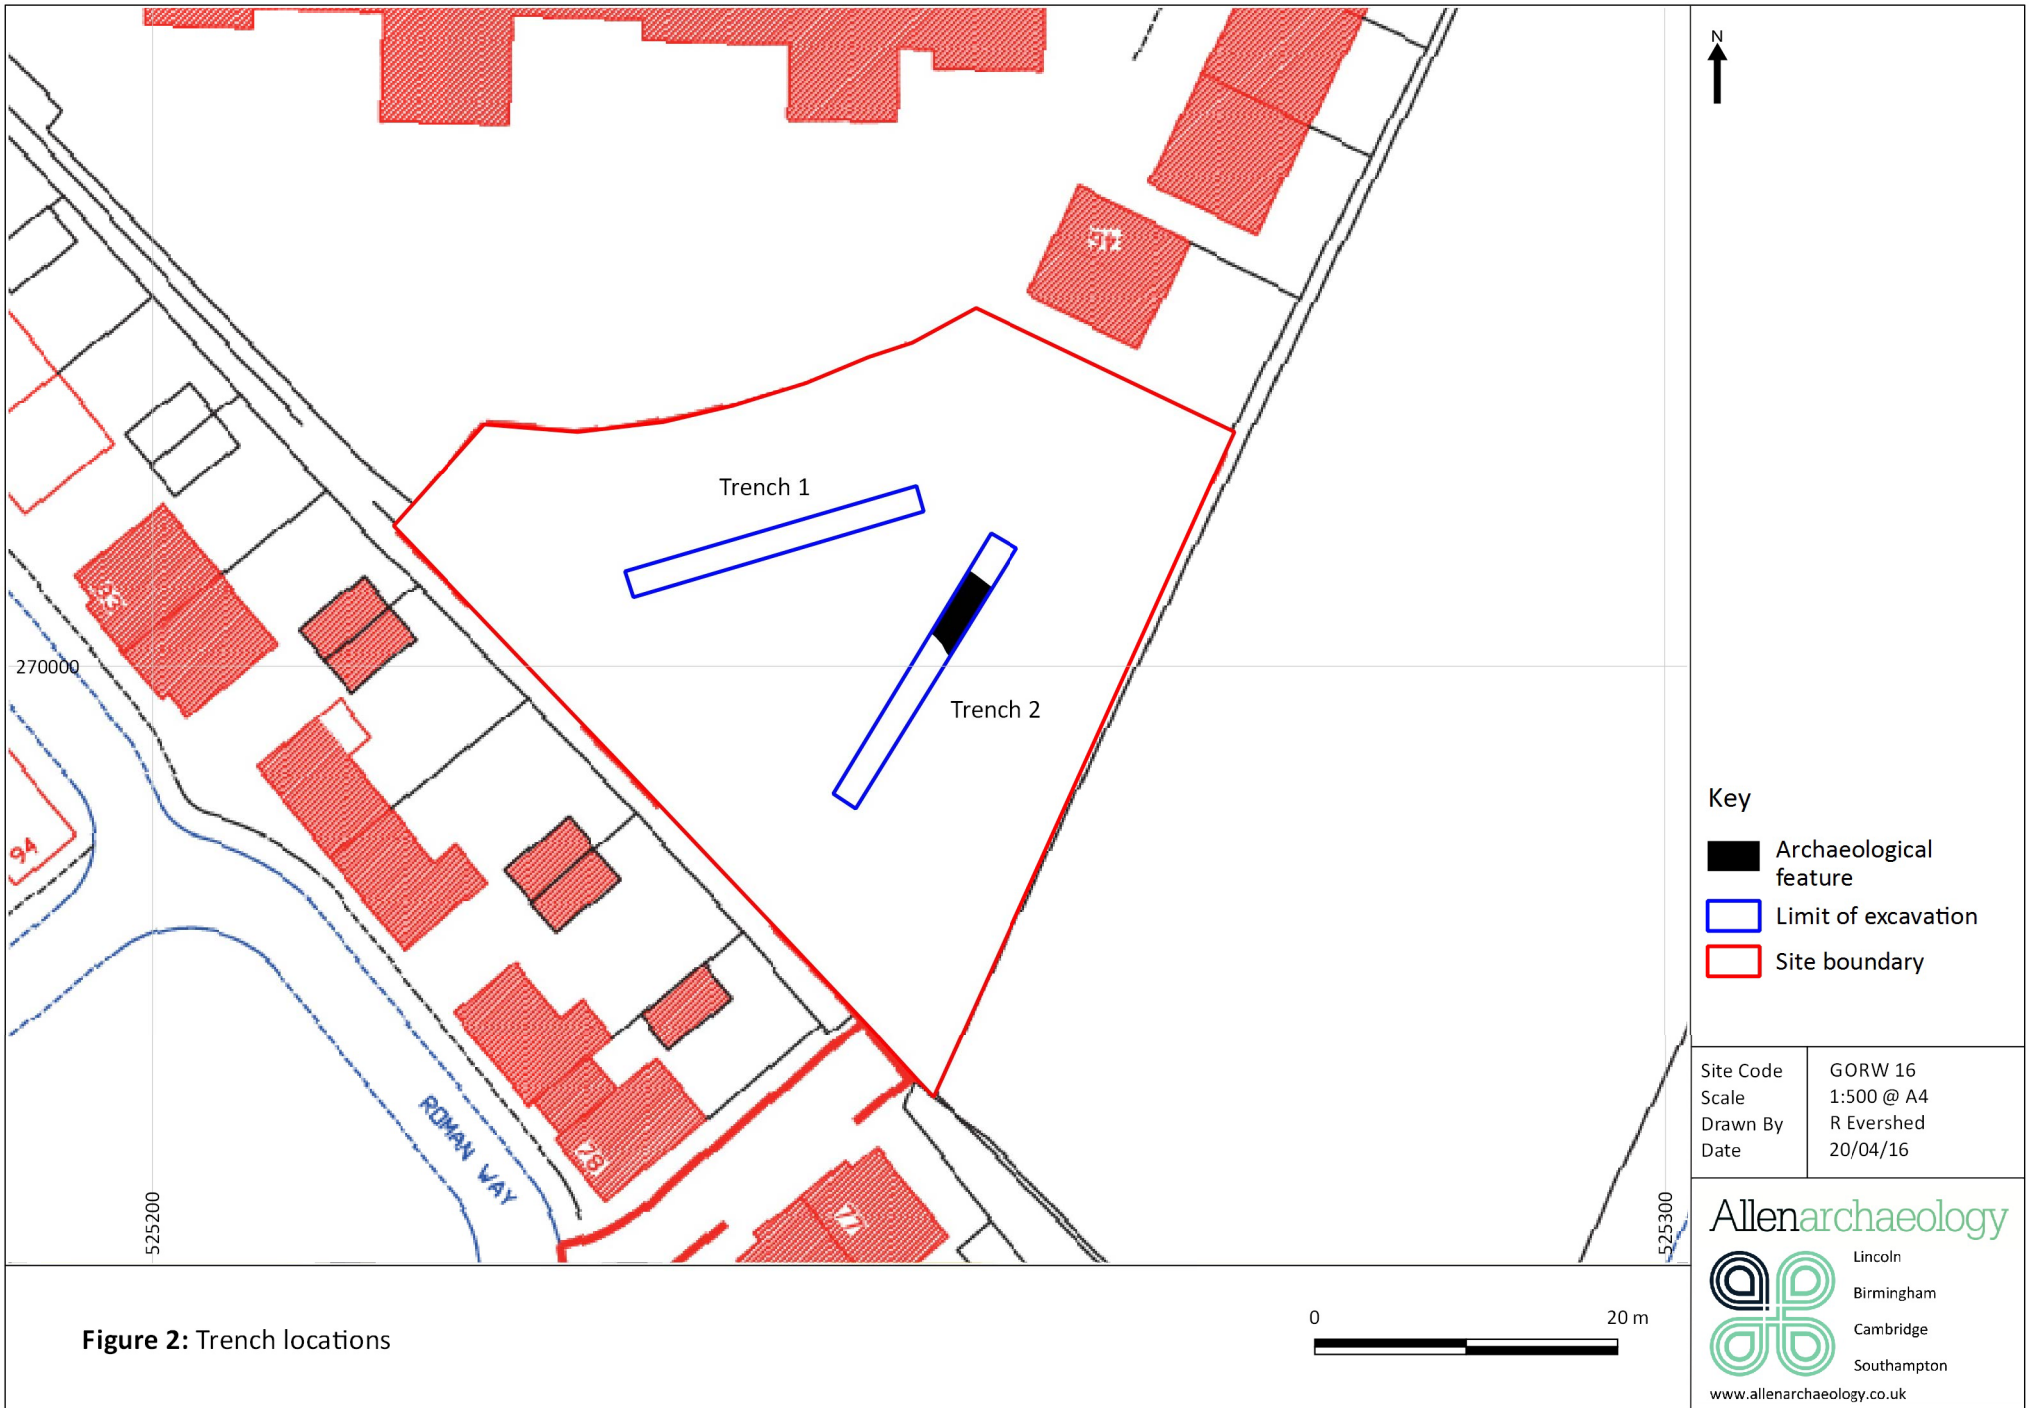 N
Trench 1
270000
Trench 2
94
ROMAN WAY
78
77
525200
525300
Key
Archaeological
feature
Limit of excavation
Site boundary
Site Code GORW 16
Scale 1:500 @ A4
Drawn By R Evershed
Date 20/04/16
Allenarchaeology
Lincoln
Birmingham
Cambridge
Southampton
www.allenarchaeology.co.uk
Figure 2: Trench locations
0 20 m